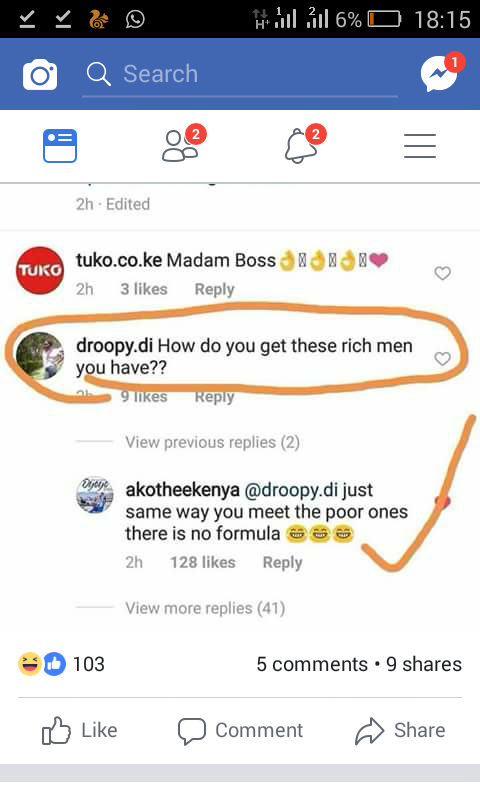 1 2 H+ 6% 18:15
Search 1
2 2
2h · Edited
TUKO
tuko.co.ke Madam Boss👌👌👌❤
2h 3 likes Reply
droopy.di How do you get these rich men
you have??
2h 9 likes Reply
View previous replies (2)
akotheekenya @droopy.di just
same way you meet the poor ones
there is no formula 😂😂😂
2h 128 likes Reply
View more replies (41)
103 5 comments • 9 shares
Like Comment Share